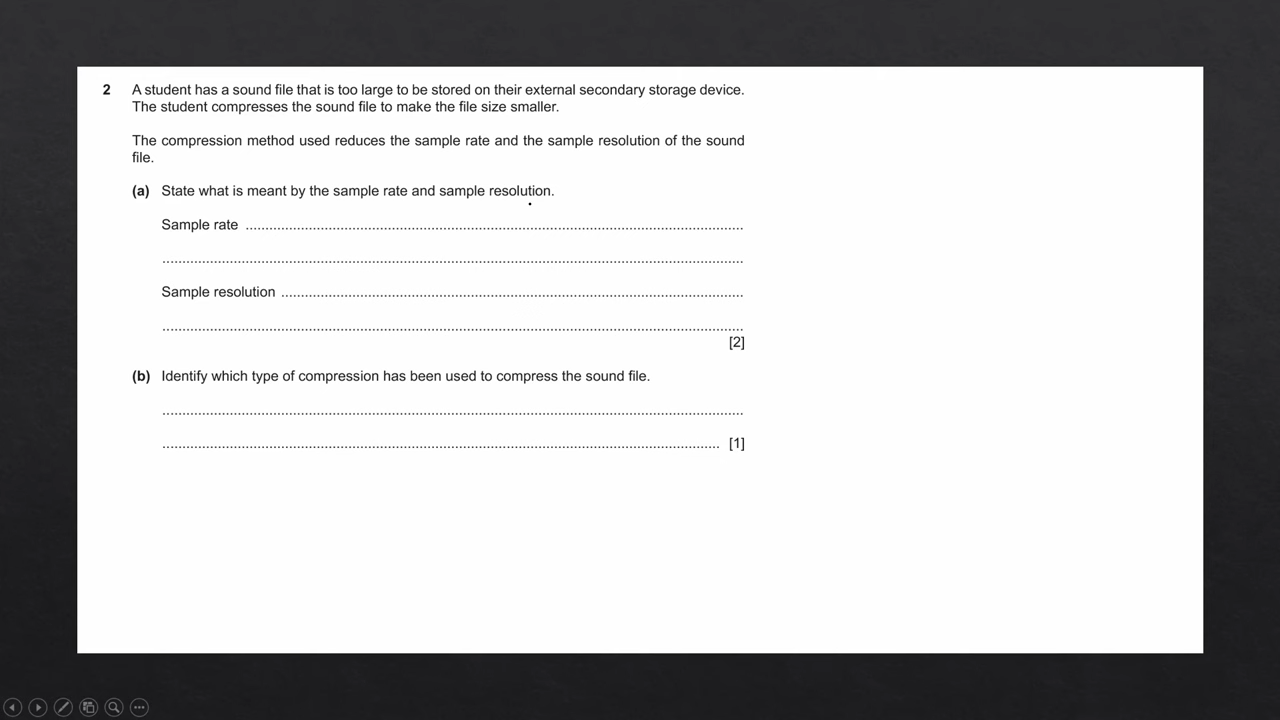 2 A student has a sound file that is too large to be stored on their external secondary storage device.
The student compresses the sound file to make the file size smaller.
The compression method used reduces the sample rate and the sample resolution of the sound
file.
(a) State what is meant by the sample rate and sample resolution.
Sample rate ................................................................
................................................................
Sample resolution ................................................................
................................................................
[2]
(b) Identify which type of compression has been used to compress the sound file.
................................................................
................................................................ [1]